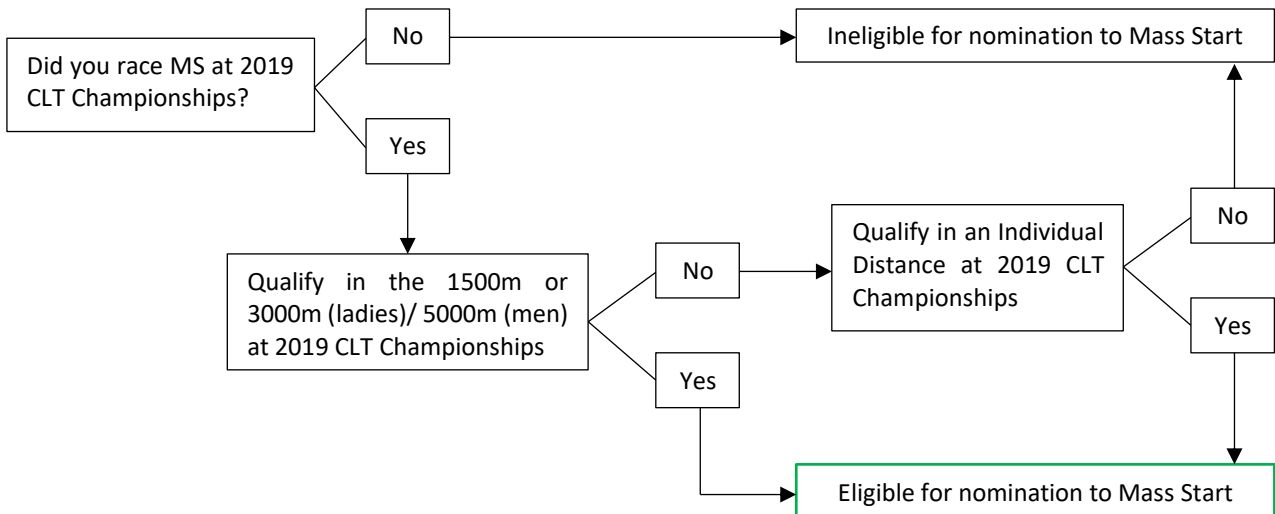 No
Ineligible for nomination to Mass Start
Did you race MS at 2019
CLT Championships?
Yes
No
Qualify in an Individual
Distance at 2019 CLT
Championships
No
Qualify in the 1500m or
3000m (ladies)/ 5000m (men)
at 2019 CLT Championships
Yes
Yes
Eligible for nomination to Mass Start